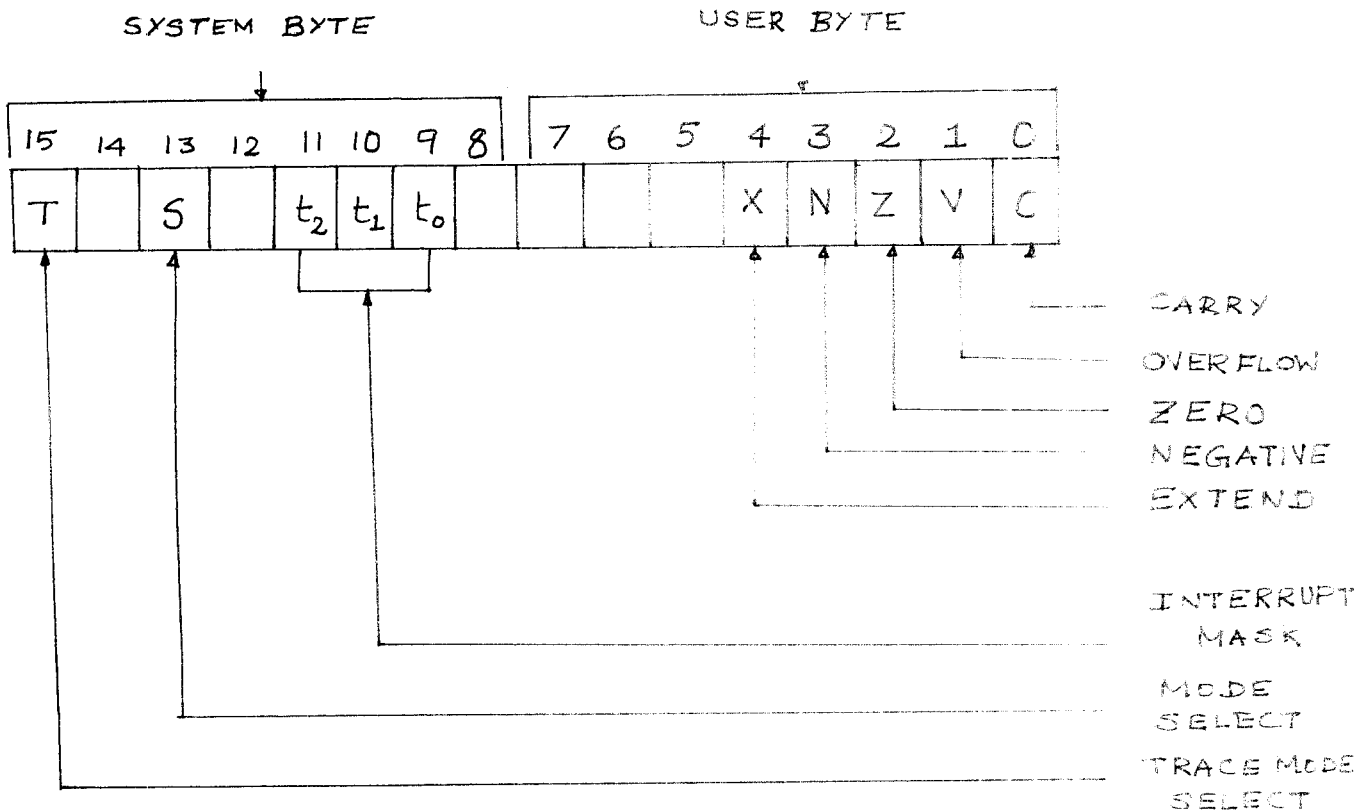 SYSTEM BYTE
USER BYTE
15 14 13 12 11 10 9 8 7 6 5 4 3 2 1 0
T S t₂ t₁ t₀ X N Z V C
CARRY
OVERFLOW
ZERO
NEGATIVE
EXTEND
INTERRUPT
MASK
MODE
SELECT
TRACE MODE
SELECT